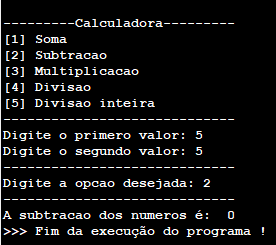 ---------Calculadora----------
[1] Soma
[2] Subtracao
[3] Multiplicacao
[4] Divisao
[5] Divisao inteira
------------------------------
Digite o primero valor: 5
Digite o segundo valor: 5
------------------------------
Digite a opcao desejada: 2
------------------------------
A subtracao dos numeros é:  0
>>> Fim da execução do programa !